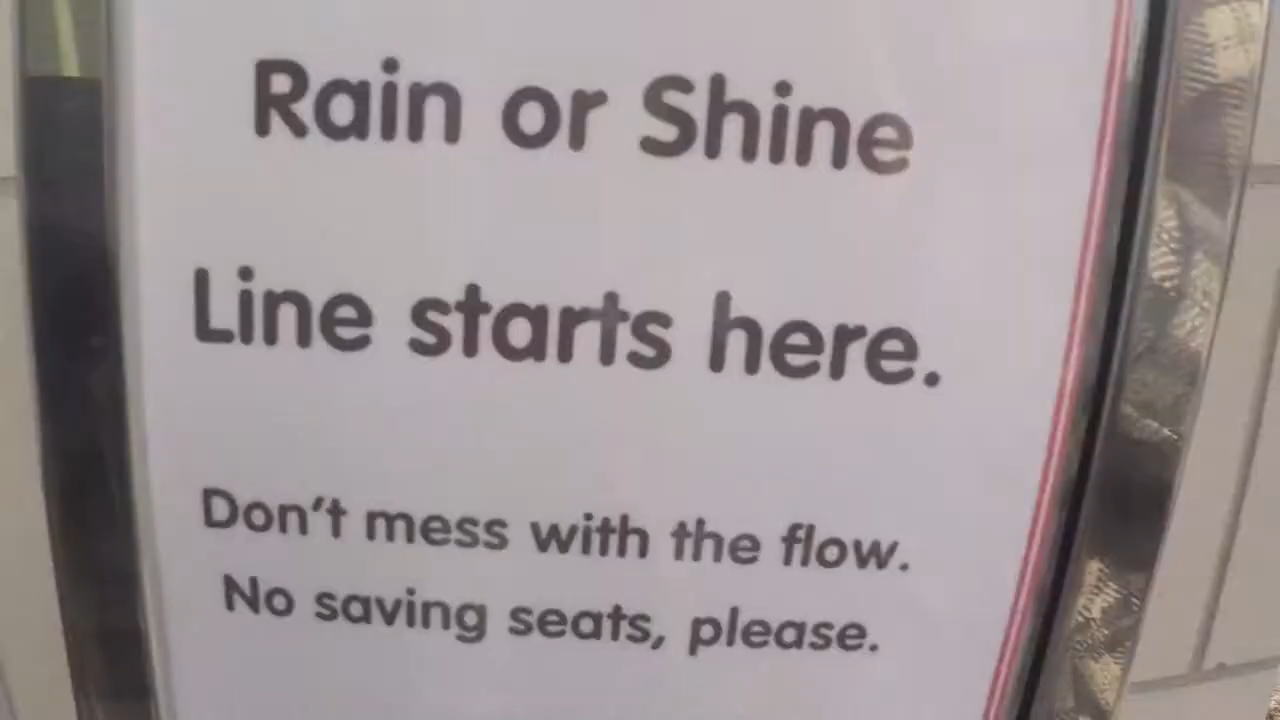 Rain or Shine
Line starts here.
Don't mess with the flow.
No saving seats, please.